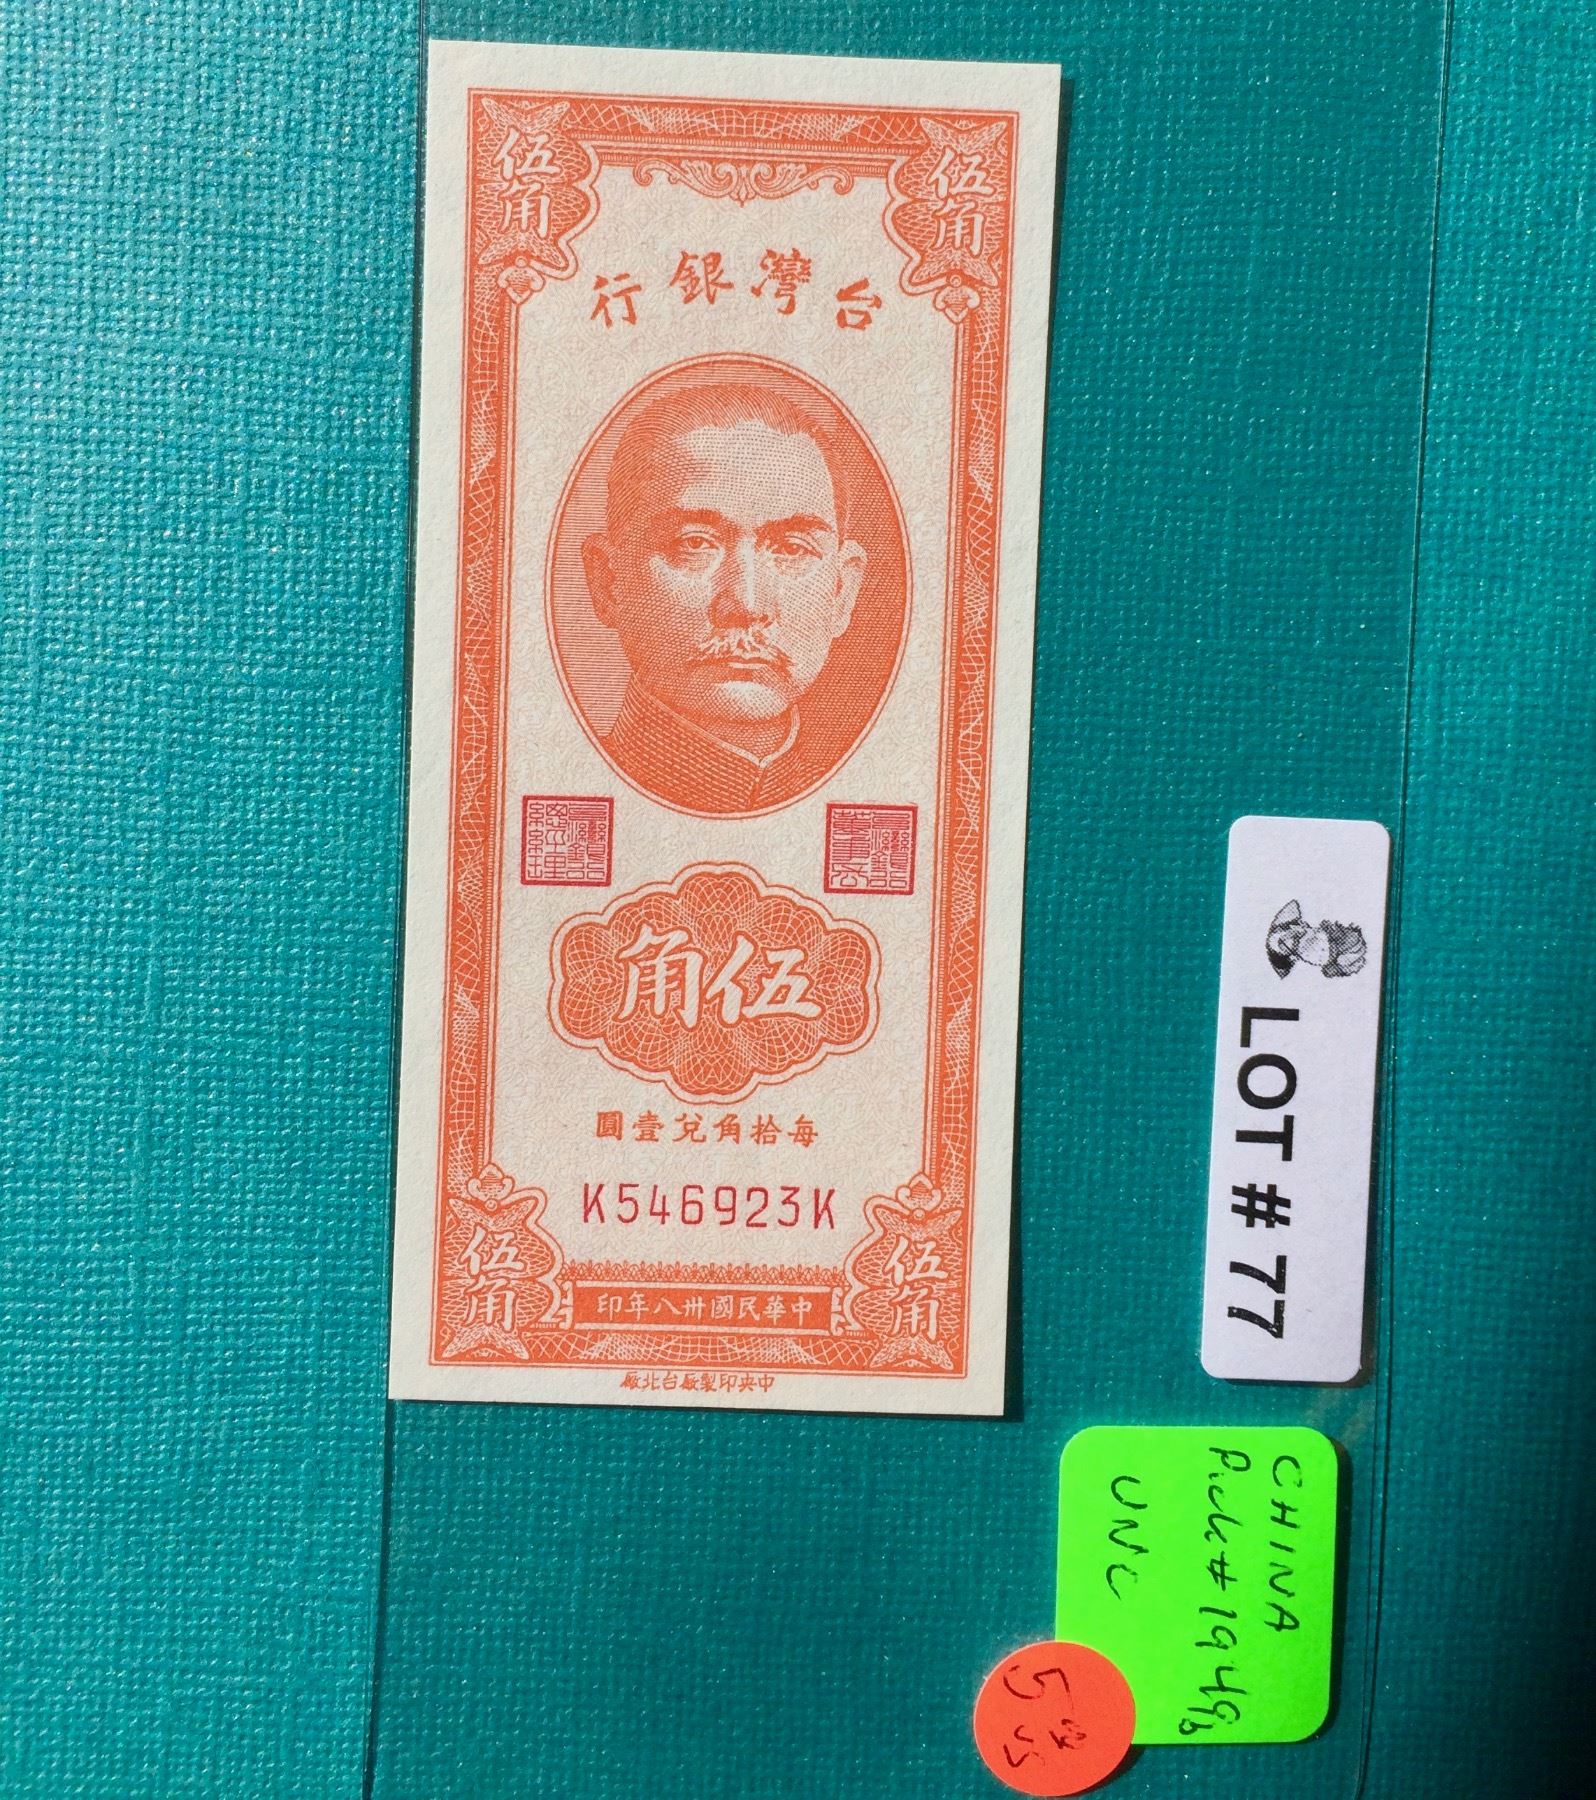 伍角
伍角
台灣銀行
伍角
每拾角兌壹圓
K546923K
伍角
伍角
中華民國卅八年印
中央印製廠台北廠
LOT # 77
CHINA
Pick # 1949b
UNC